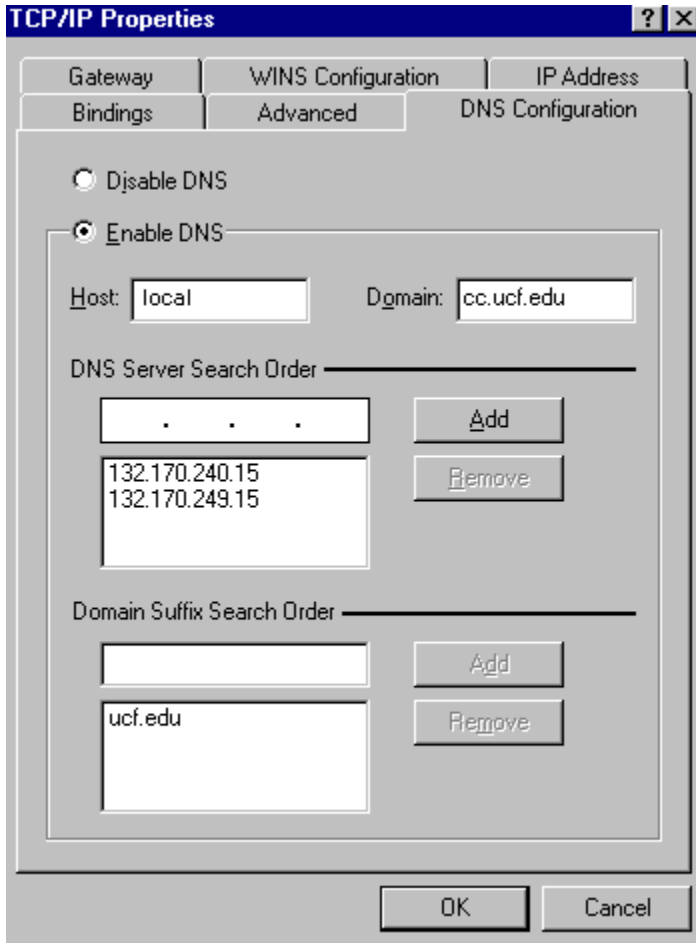 TCP/IP Properties
Gateway
WINS Configuration
IP Address
Bindings
Advanced
DNS Configuration
Disable DNS
Enable DNS
Host: local
Domain: cc.ucf.edu
DNS Server Search Order
. . .
Add
132.170.240.15
132.170.249.15
Remove
Domain Suffix Search Order
Add
ucf.edu
Remove
OK
Cancel